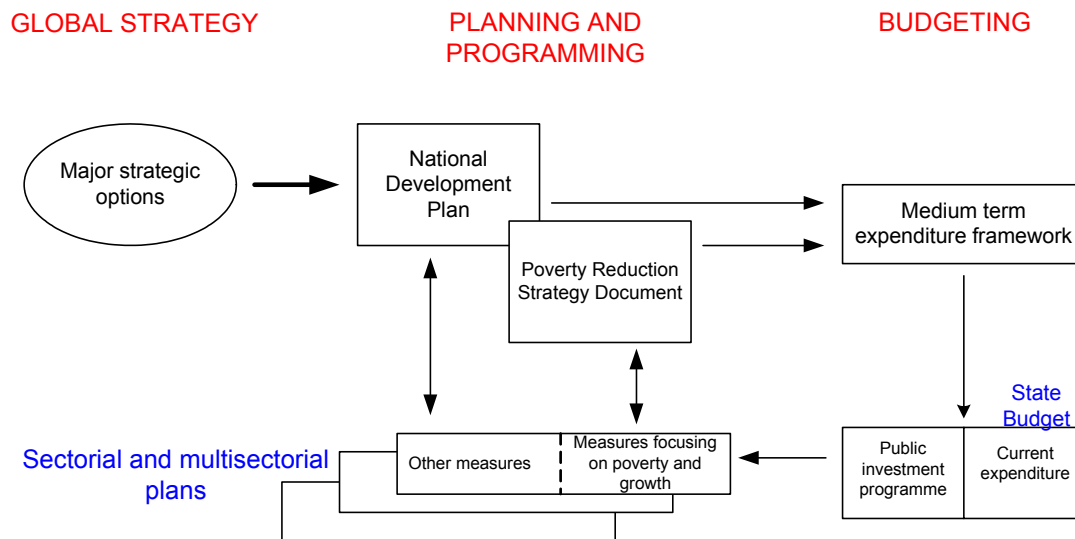 GLOBAL STRATEGY
PLANNING AND
PROGRAMMING
BUDGETING
Major strategic
options
National
Development
Plan
Poverty Reduction
Strategy Document
Medium term
expenditure framework
State
Budget
Sectorial and multisectorial
plans
Other measures
Measures focusing
on poverty and
growth
Public
investment
programme
Current
expenditure